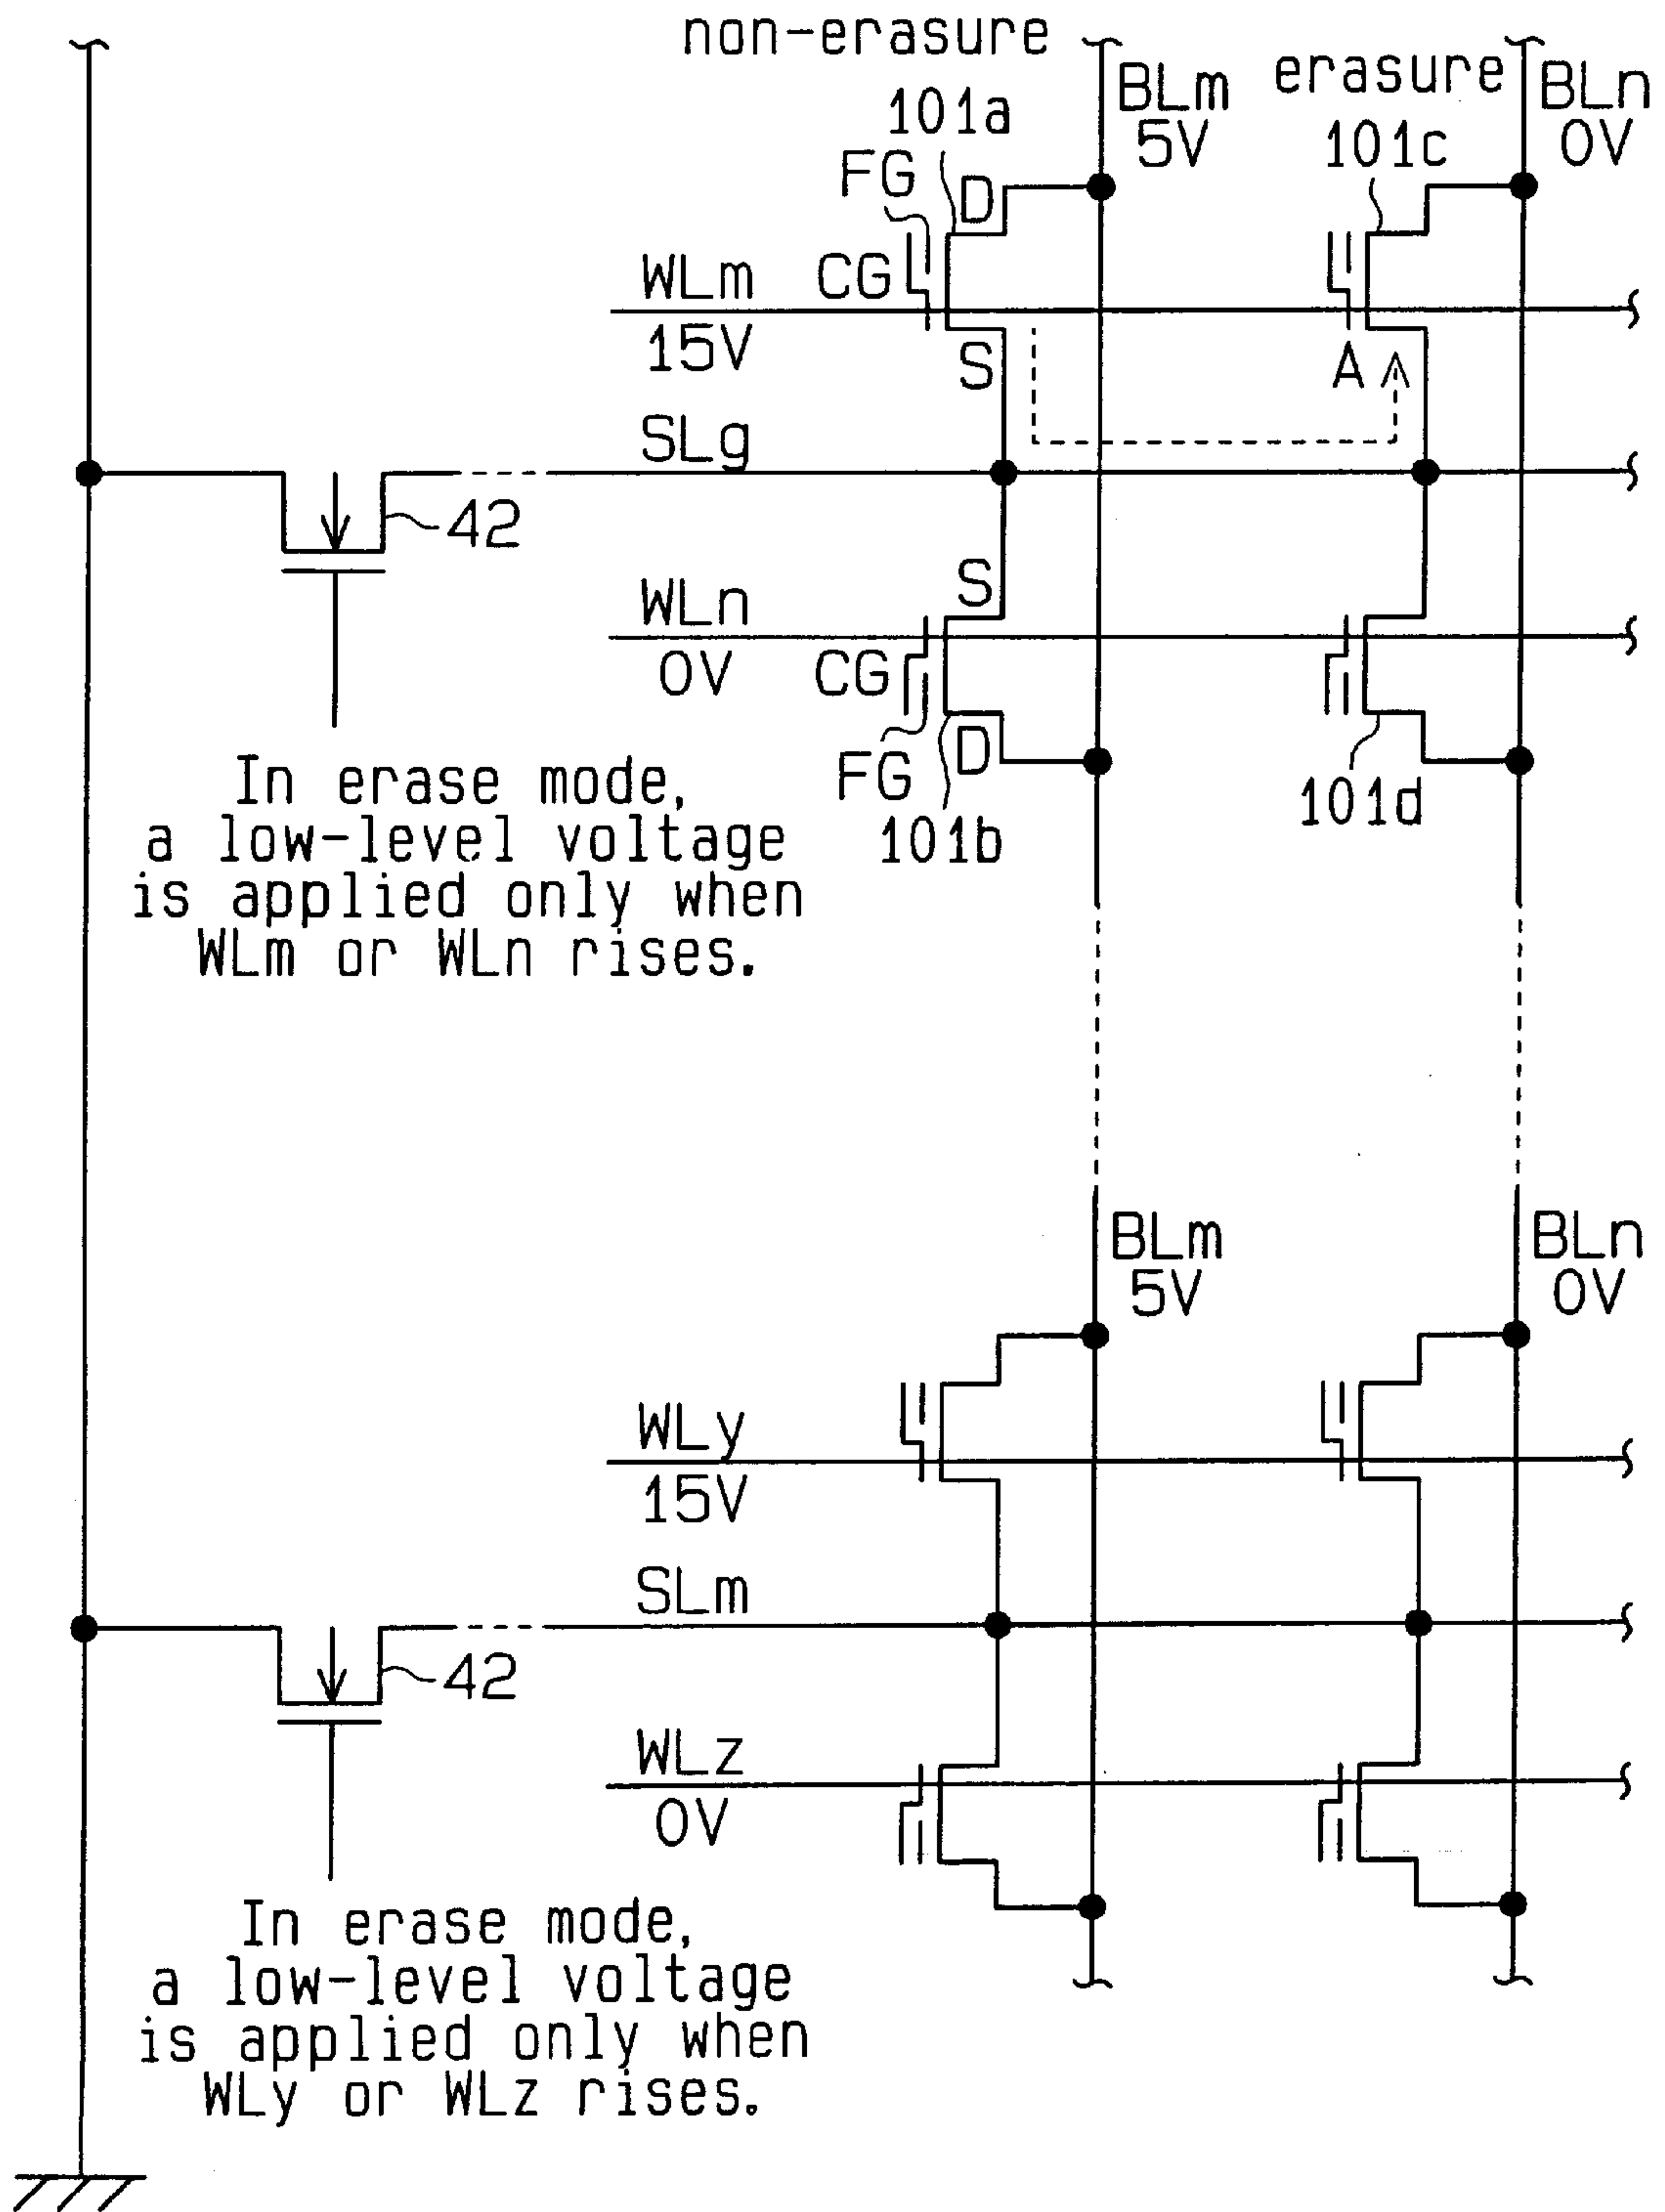 non-erasure
erasure
BLm
5V
BLn
0V
101a
101c
FG
D
CG
WLm
15V
S
A
SLg
42
S
WLn
0V
CG
FG
D
101b
101d
In erase mode,
a low-level voltage
is applied only when
WLm or WLn rises.
BLm
5V
BLn
0V
WLy
15V
SLm
42
WLz
0V
In erase mode,
a low-level voltage
is applied only when
WLy or WLz rises.